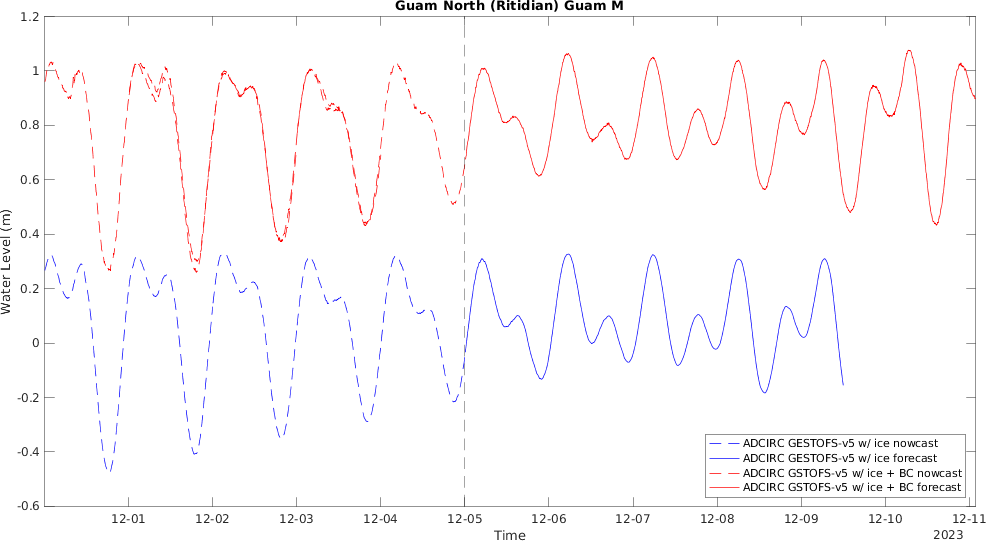 Guam North (Ritidian) Guam M
1.2
1
0.8
0.6
0.4
0.2
0
-0.2
-0.4
-0.6
Water Level (m)
ADCIRC GESTOFS-v5 w/ ice nowcast
ADCIRC GESTOFS-v5 w/ ice forecast
ADCIRC GSTOFS-v5 w/ ice + BC nowcast
ADCIRC GSTOFS-v5 w/ ice + BC forecast
12-01 12-02 12-03 12-04 12-05 12-06 12-07 12-08 12-09 12-10 12-11
Time
2023